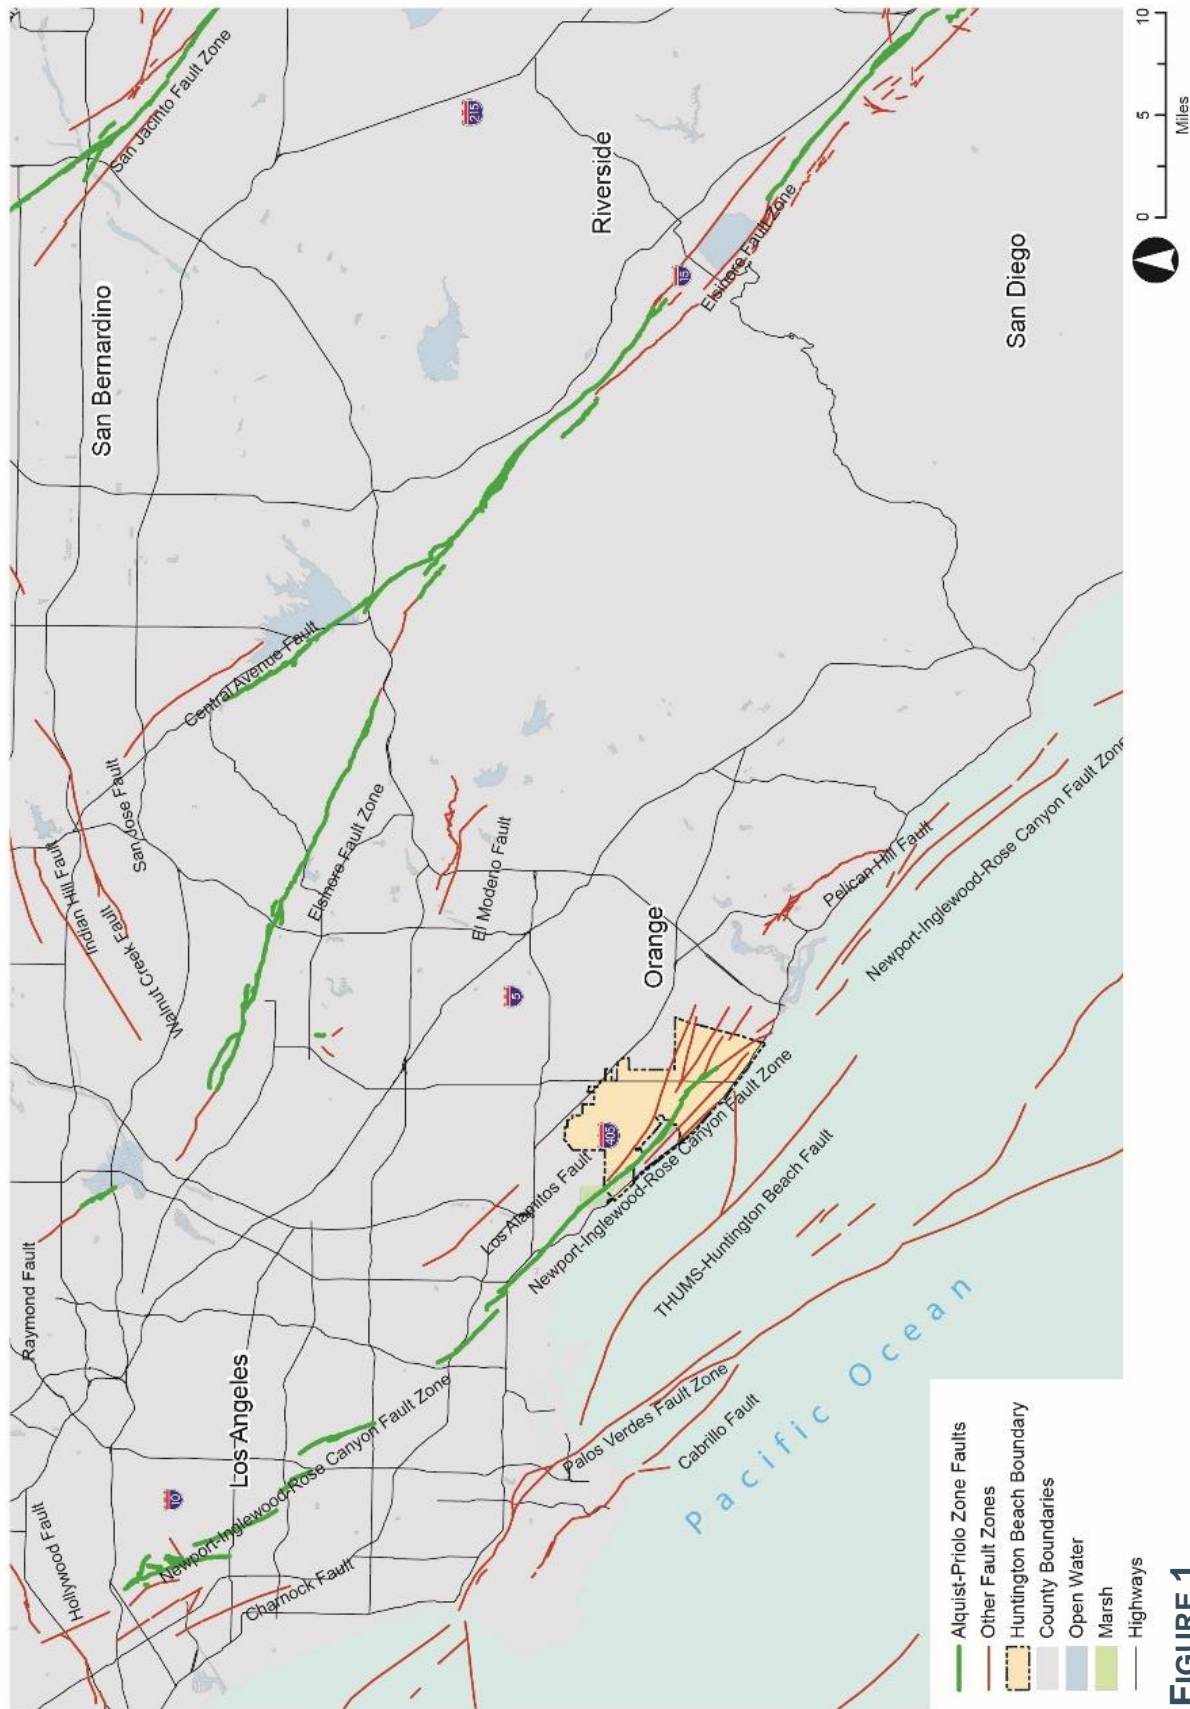 San Jacinto Fault Zone
215
San Bernardino
Riverside
Elsinore Fault Zone
15
San Diego
0 5 10
Miles
Central Avenue Fault
San Jose Fault
Indian Hill Fault
Walnut Creek Fault
Elsinore Fault Zone
El Modeno Fault
Orange
5
Pelican Hill Fault
Newport-Inglewood-Rose Canyon Fault Zone
405
Los Alamitos Fault
Newport-Inglewood-Rose Canyon Fault Zone
THUMS-Huntington Beach Fault
Raymond Fault
Los Angeles
10
Hollywood Fault
Newport-Inglewood-Rose Canyon Fault Zone
Charnock Fault
Palos Verdes Fault Zone
Cabrillo Fault
Pacific Ocean
Alquist-Priolo Zone Faults
Other Fault Zones
Huntington Beach Boundary
County Boundaries
Open Water
Marsh
Highways
FIGURE 1